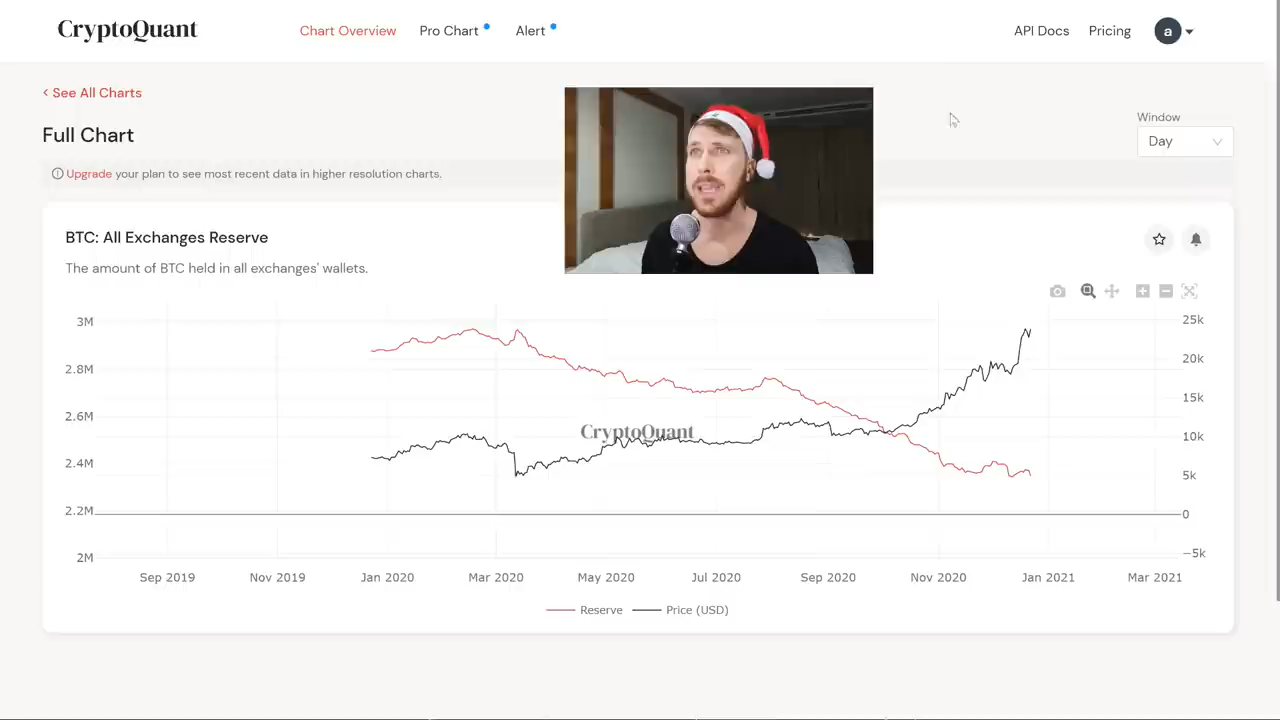 CryptoQuant
Chart Overview
Pro Chart
Alert
API Docs
Pricing
a
< See All Charts
Full Chart
Window
Day
Upgrade your plan to see most recent data in higher resolution charts.
BTC: All Exchanges Reserve
The amount of BTC held in all exchanges' wallets.
3M
2.8M
2.6M
2.4M
2.2M
2M
25k
20k
15k
10k
5k
0
−5k
CryptoQuant
Sep 2019
Nov 2019
Jan 2020
Mar 2020
May 2020
Jul 2020
Sep 2020
Nov 2020
Jan 2021
Mar 2021
Reserve
Price (USD)